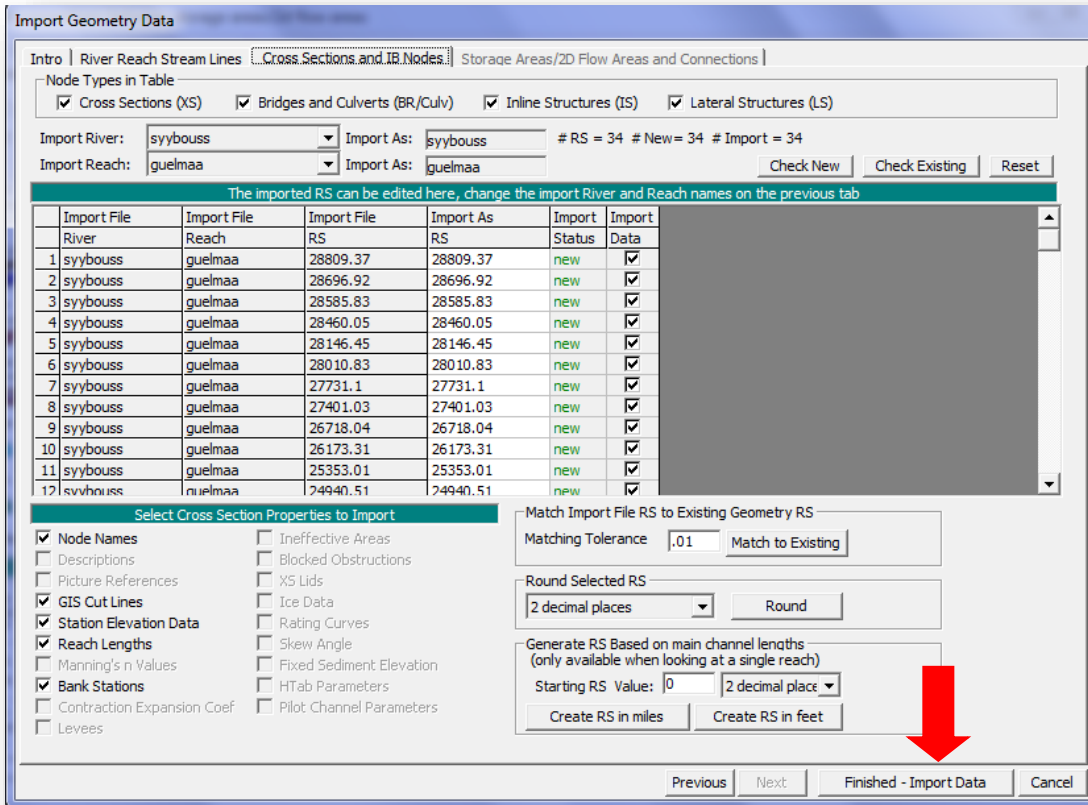 Import Geometry Data
Intro River Reach Stream Lines Cross Sections and IB Nodes Storage Areas/2D Flow Areas and Connections
Node Types in Table
Cross Sections (XS) Bridges and Culverts (BR/Culv) Inline Structures (IS) Lateral Structures (LS)
Import River: syybouss Import As: syybouss # RS = 34 # New= 34 # Import = 34
Import Reach: guelmaa Import As: guelmaa
Check New Check Existing Reset
The imported RS can be edited here, change the import River and Reach names on the previous tab
Import File Import File Import File Import As Import Import
River Reach RS RS Status Data
1 syybouss guelmaa 28809.37 28809.37 new
2 syybouss guelmaa 28696.92 28696.92 new
3 syybouss guelmaa 28585.83 28585.83 new
4 syybouss guelmaa 28460.05 28460.05 new
5 syybouss guelmaa 28146.45 28146.45 new
6 syybouss guelmaa 28010.83 28010.83 new
7 syybouss guelmaa 27731.1 27731.1 new
8 syybouss guelmaa 27401.03 27401.03 new
9 syybouss guelmaa 26718.04 26718.04 new
10 syybouss guelmaa 26173.31 26173.31 new
11 syybouss guelmaa 25353.01 25353.01 new
12 syybouss guelmaa 24940.51 24940.51 new
Select Cross Section Properties to Import
Node Names Ineffective Areas
Descriptions Blocked Obstructions
Picture References XS Lids
GIS Cut Lines Ice Data
Station Elevation Data Rating Curves
Reach Lengths Skew Angle
Manning's n Values Fixed Sediment Elevation
Bank Stations HTab Parameters
Contraction Expansion Coef Pilot Channel Parameters
Levees
Match Import File RS to Existing Geometry RS
Matching Tolerance .01 Match to Existing
Round Selected RS
2 decimal places Round
Generate RS Based on main channel lengths
(only available when looking at a single reach)
Starting RS Value: 0 2 decimal place
Create RS in miles Create RS in feet
Previous Next Finished - Import Data Cancel